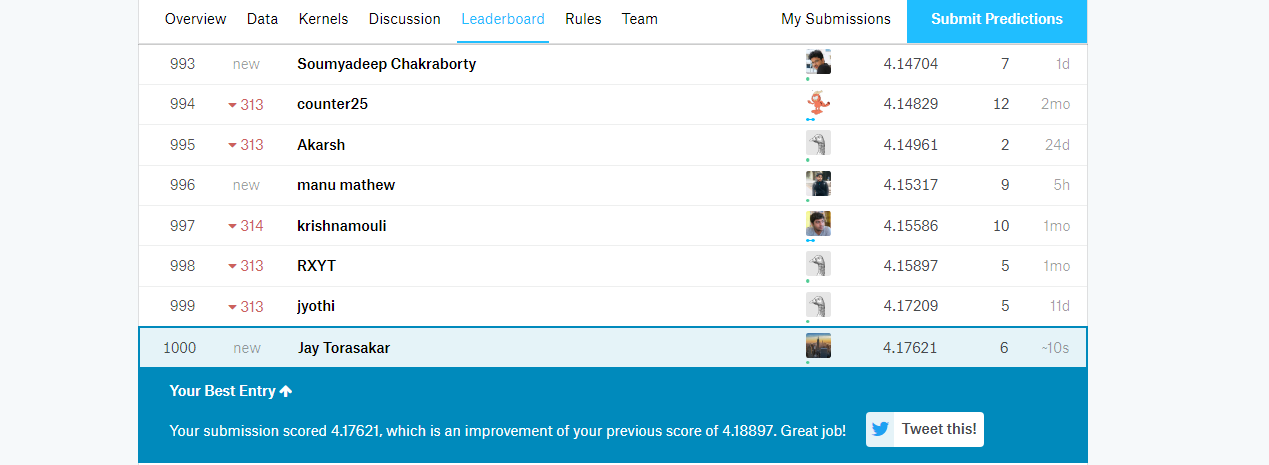 Overview Data Kernels Discussion Leaderboard Rules Team My Submissions Submit Predictions
993 new Soumyadeep Chakraborty 4.14704 7 1d
994 313 counter25 4.14829 12 2mo
995 313 Akarsh 4.14961 2 24d
996 new manu mathew 4.15317 9 5h
997 314 krishnamouli 4.15586 10 1mo
998 313 RXYT 4.15897 5 1mo
999 313 jyothi 4.17209 5 11d
1000 new Jay Torasakar 4.17621 6 ~10s
Your Best Entry
Your submission scored 4.17621, which is an improvement of your previous score of 4.18897. Great job! Tweet this!